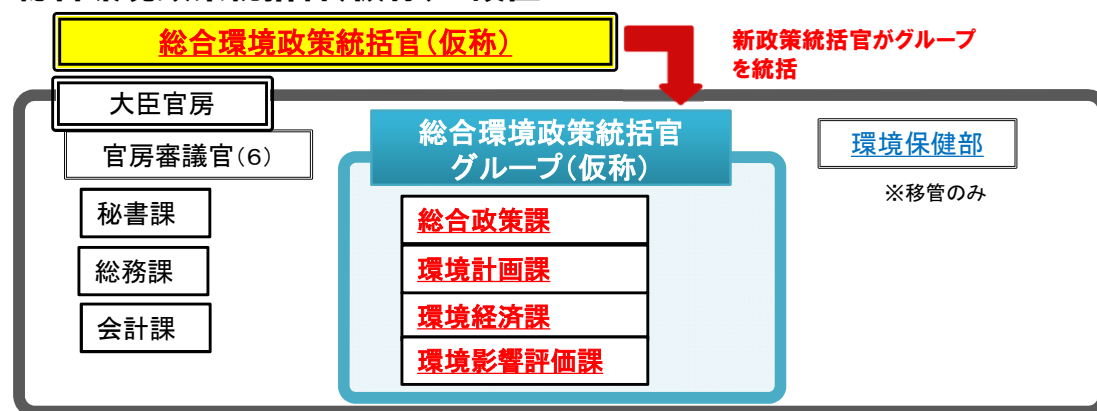 総合環境政策統括官(仮称)
新政策統括官がグループ
を統括
大臣官房
官房審議官(6)
秘書課
総務課
会計課
総合環境政策統括官
グループ(仮称)
総合政策課
環境計画課
環境経済課
環境影響評価課
環境保健部
※移管のみ